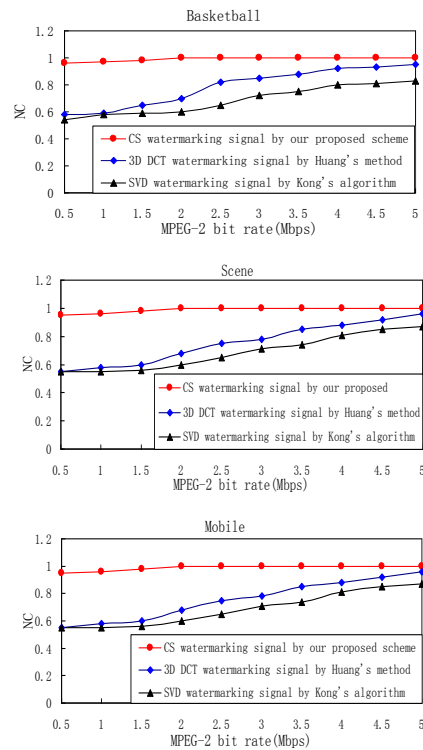 Basketball
1.2
1
0.8
0.6
0.4
0.2
0
NC
CS watermarking signal by our proposed scheme
3D DCT watermarking signal by Huang's method
SVD watermarking signal by Kong's algorithm
0.5 1 1.5 2 2.5 3 3.5 4 4.5 5
MPEG-2 bit rate(Mbps)
Scene
1.2
1
0.8
0.6
0.4
0.2
0
NC
CS watermarking signal by our proposed
3D DCT watermarking signal by Huang's method
SVD watermarking signal by Kong's algorithm
0.5 1 1.5 2 2.5 3 3.5 4 4.5 5
MPEG-2 bit rate(Mbps)
Mobile
1.2
1
0.8
0.6
0.4
0.2
0
NC
CS watermarking signal by our proposed scheme
3D DCT watermarking signal by Huang's method
SVD watermarking signal by Kong's algorithm
0.5 1 1.5 2 2.5 3 3.5 4 4.5 5
MPEG-2 bit rate(Mbps)